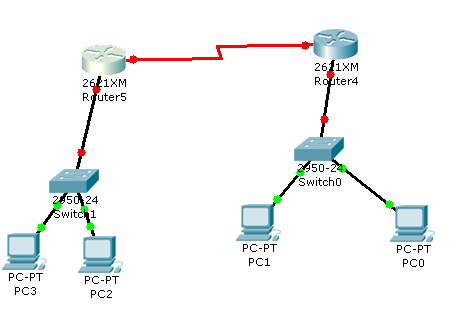 2621XM
Router5
2621XM
Router4
2950-24
Switch1
2950-24
Switch0
PC-PT
PC3
PC-PT
PC2
PC-PT
PC1
PC-PT
PC0